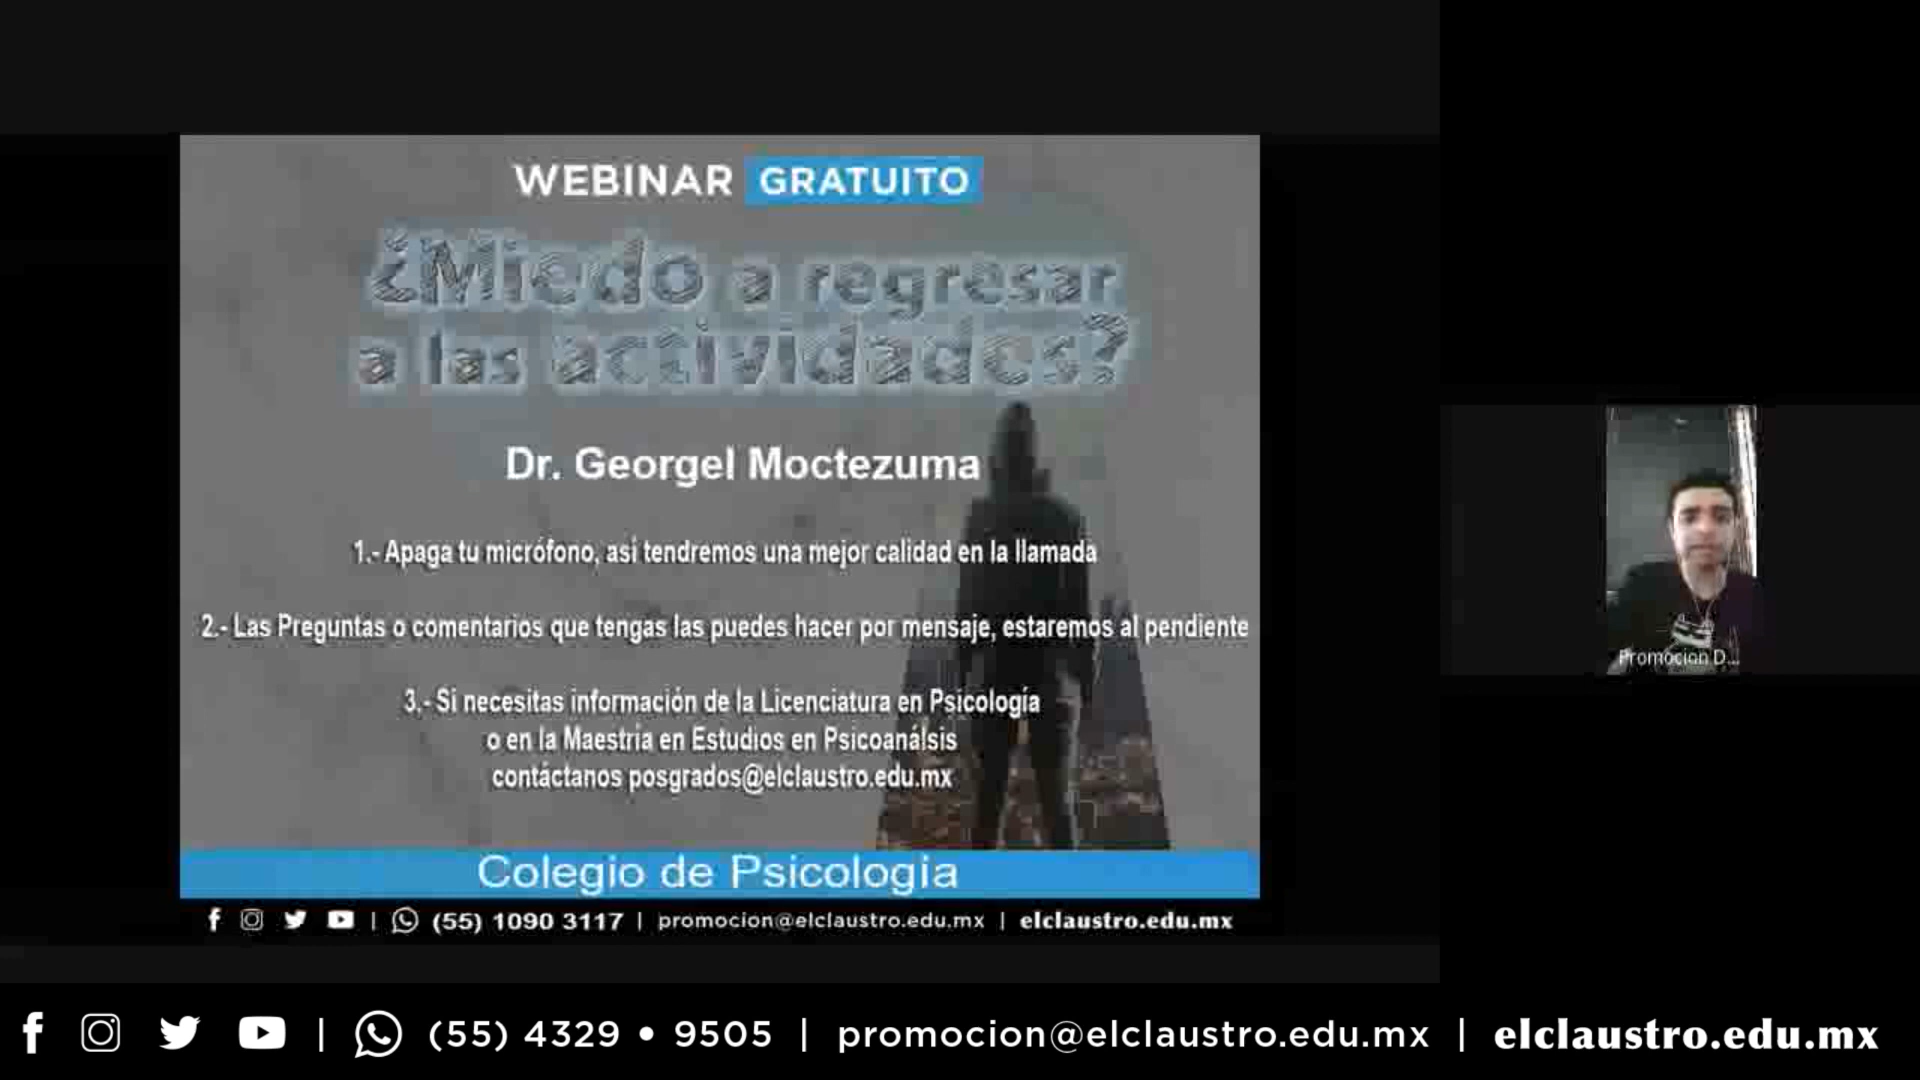 WEBINAR GRATUITO
¿Miedo a regresar
a las actividades?
Dr. Georgel Moctezuma
1.- Apaga tu micrófono, así tendremos una mejor calidad en la llamada
2.- Las Preguntas o comentarios que tengas las puedes hacer por mensaje, estaremos al pendiente
3.- Si necesitas información de la Licenciatura en Psicología
o en la Maestria en Estudios en Psicoanálsis
contáctanos posgrados@elclaustro.edu.mx
Colegio de Psicología
| (55) 1090 3117 | promocion@elclaustro.edu.mx | elclaustro.edu.mx
Promocion D...
| (55) 4329 • 9505 | promocion@elclaustro.edu.mx | elclaustro.edu.mx